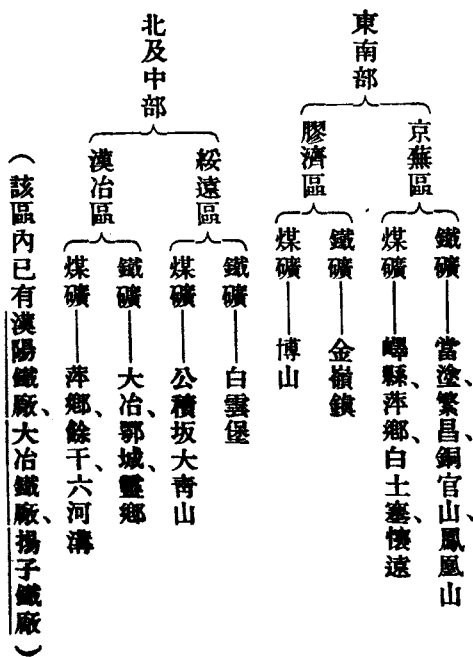 東南部
京蕪區
鐵礦——當塗、繁昌、銅官山、鳳凰山
煤礦——嶧縣、萍鄉、白土寨、懷遠
膠濟區
鐵礦——金嶺鎮
煤礦——博山
北及中部
綏遠區
鐵礦——白雲堡
煤礦——公積坂大靑山
漢冶區
鐵礦——大冶、鄂城、靈鄉
煤礦——萍鄉、餘干、六河溝
（該區內已有漢陽鐵廠、大冶鐵廠、揚子鐵廠）